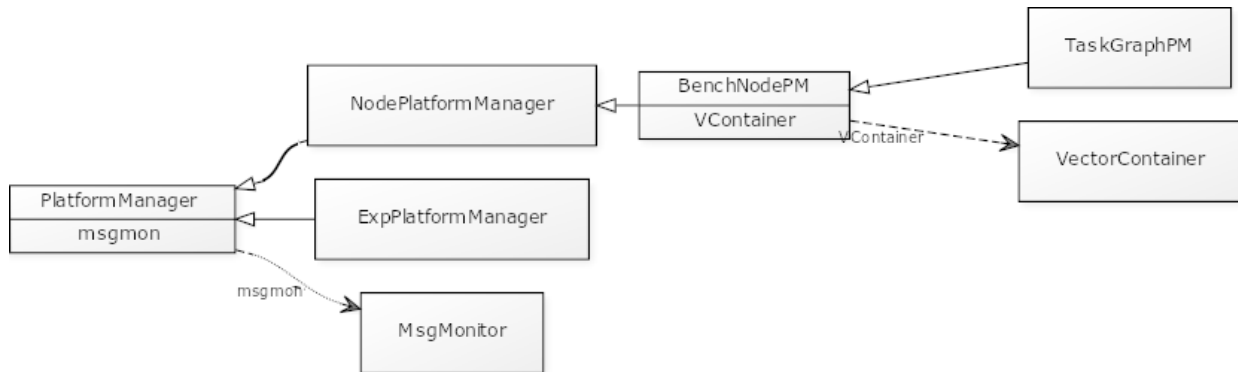 TaskGraphPM
BenchNodePM
VContainer
NodePlatformManager
VContainer
VectorContainer
PlatformManager
msgmon
ExpPlatformManager
msgmon
MsgMonitor